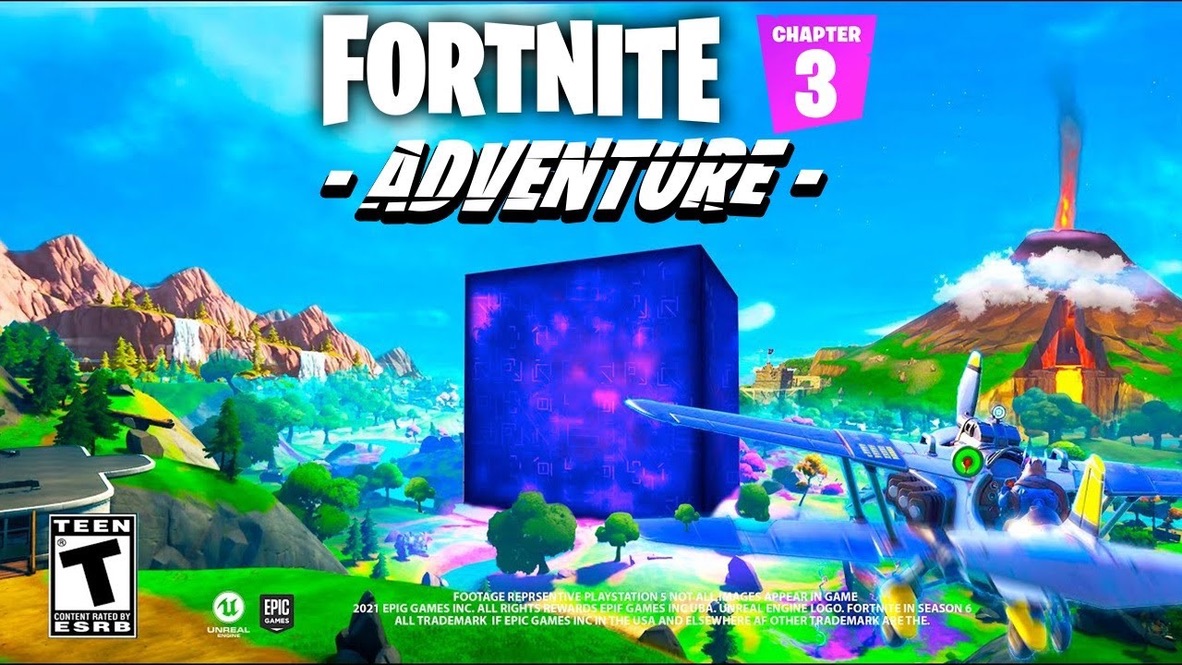 FORTNITE
CHAPTER
3
- ADVENTURE -
TEEN
®
T
CONTENT RATED BY
ESRB
UNREAL
ENGINE
EPIC
GAMES
FOOTAGE REPRSENTIVE PLAYSTATION 5 NOT ALL IMAGES APPEAR IN GAME
2021 EPIG GAMES INC. ALL RIGHTS REWARDS EPIF GAMES INC UBA. UNREAL ENGINE LOGO. FORTNITE IN SEASON 6
ALL TRADEMARK IF EPIC GAMES INC IN THE USA AND ELSEWHERE AF OTHER TRADEMARK ARE THE.